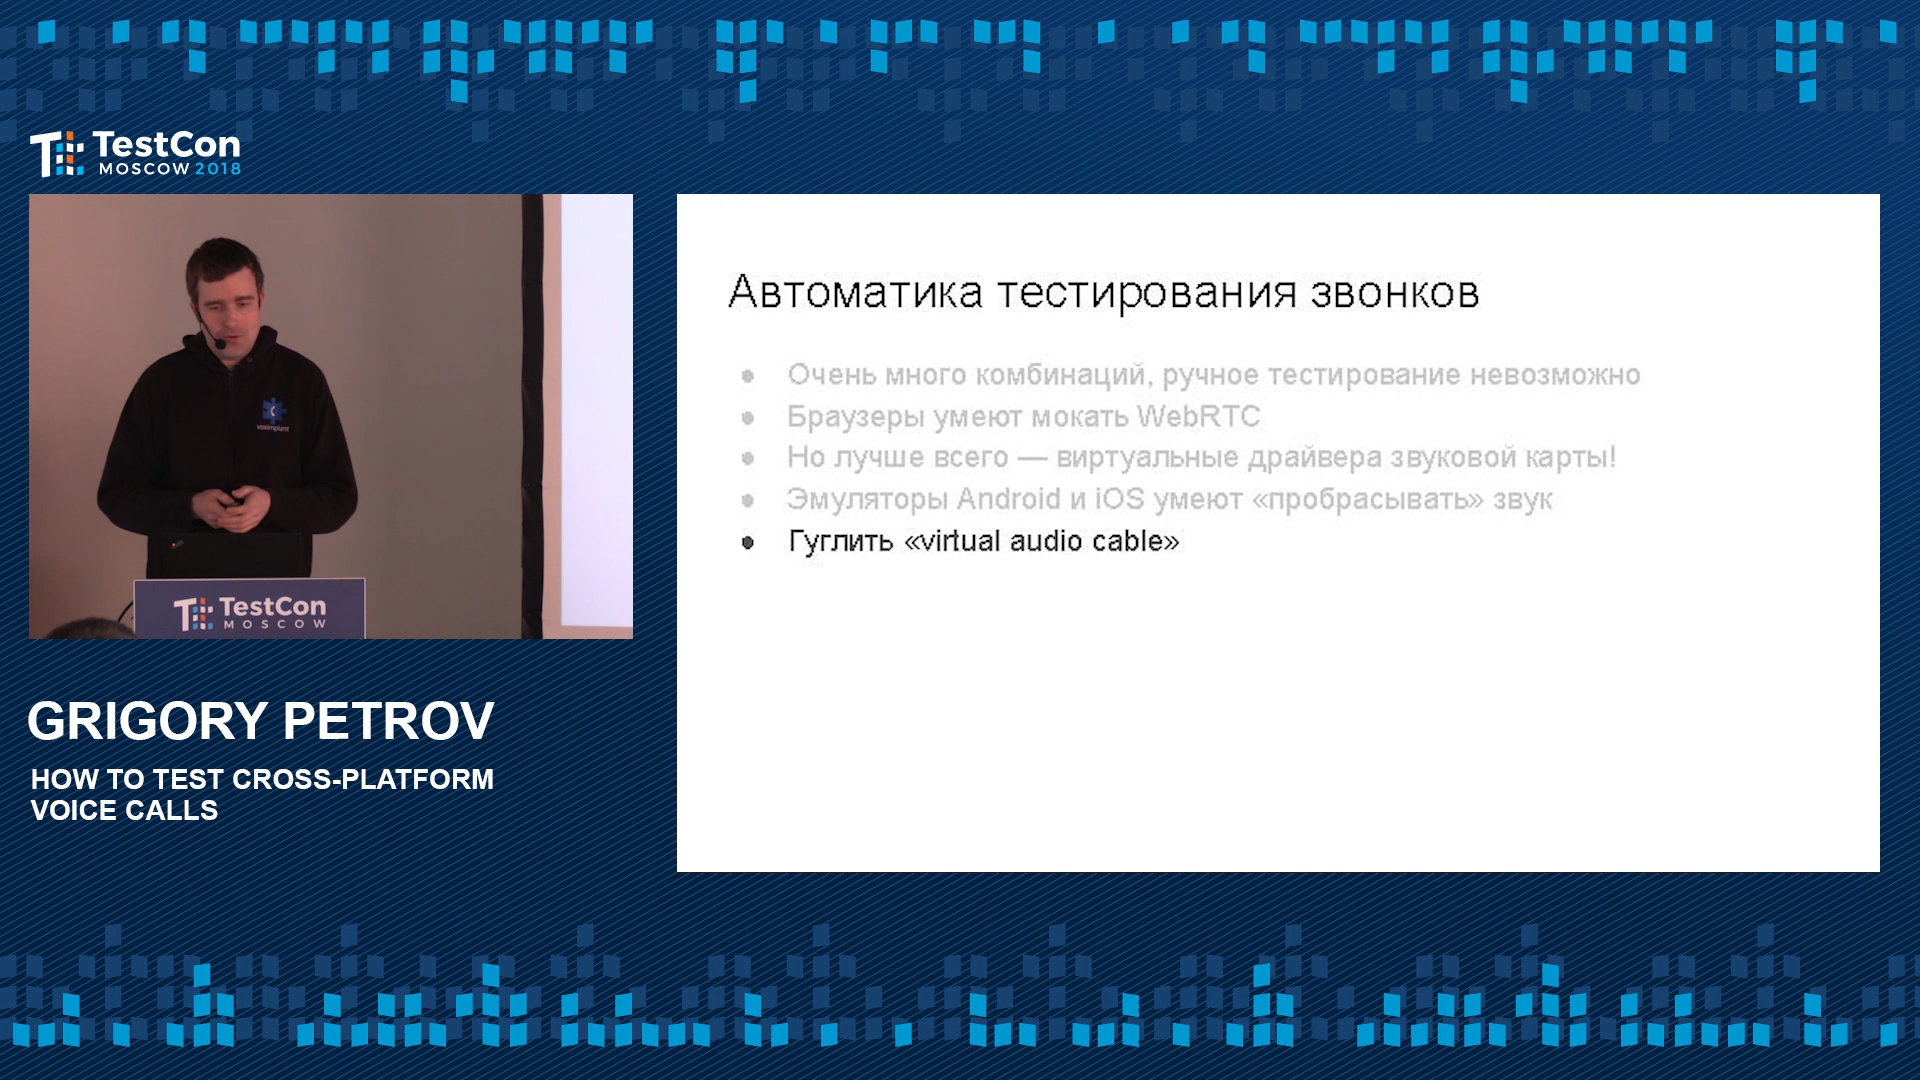 TestCon
MOSCOW 2018
voximplant
TestCon
MOSCOW
GRIGORY PETROV
HOW TO TEST CROSS-PLATFORM
VOICE CALLS
Автоматика тестирования звонков
Очень много комбинаций, ручное тестирование невозможно
Браузеры умеют мокать WebRTC
Но лучше всего — виртуальные драйвера звуковой карты!
Эмуляторы Android и iOS умеют «пробрасывать» звук
Гуглить «virtual audio cable»